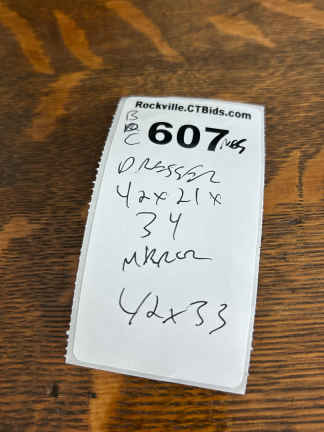 Rockville.CTBids.com
B
C
607
DRESSER
42x21x
34
MIRROR
42x33